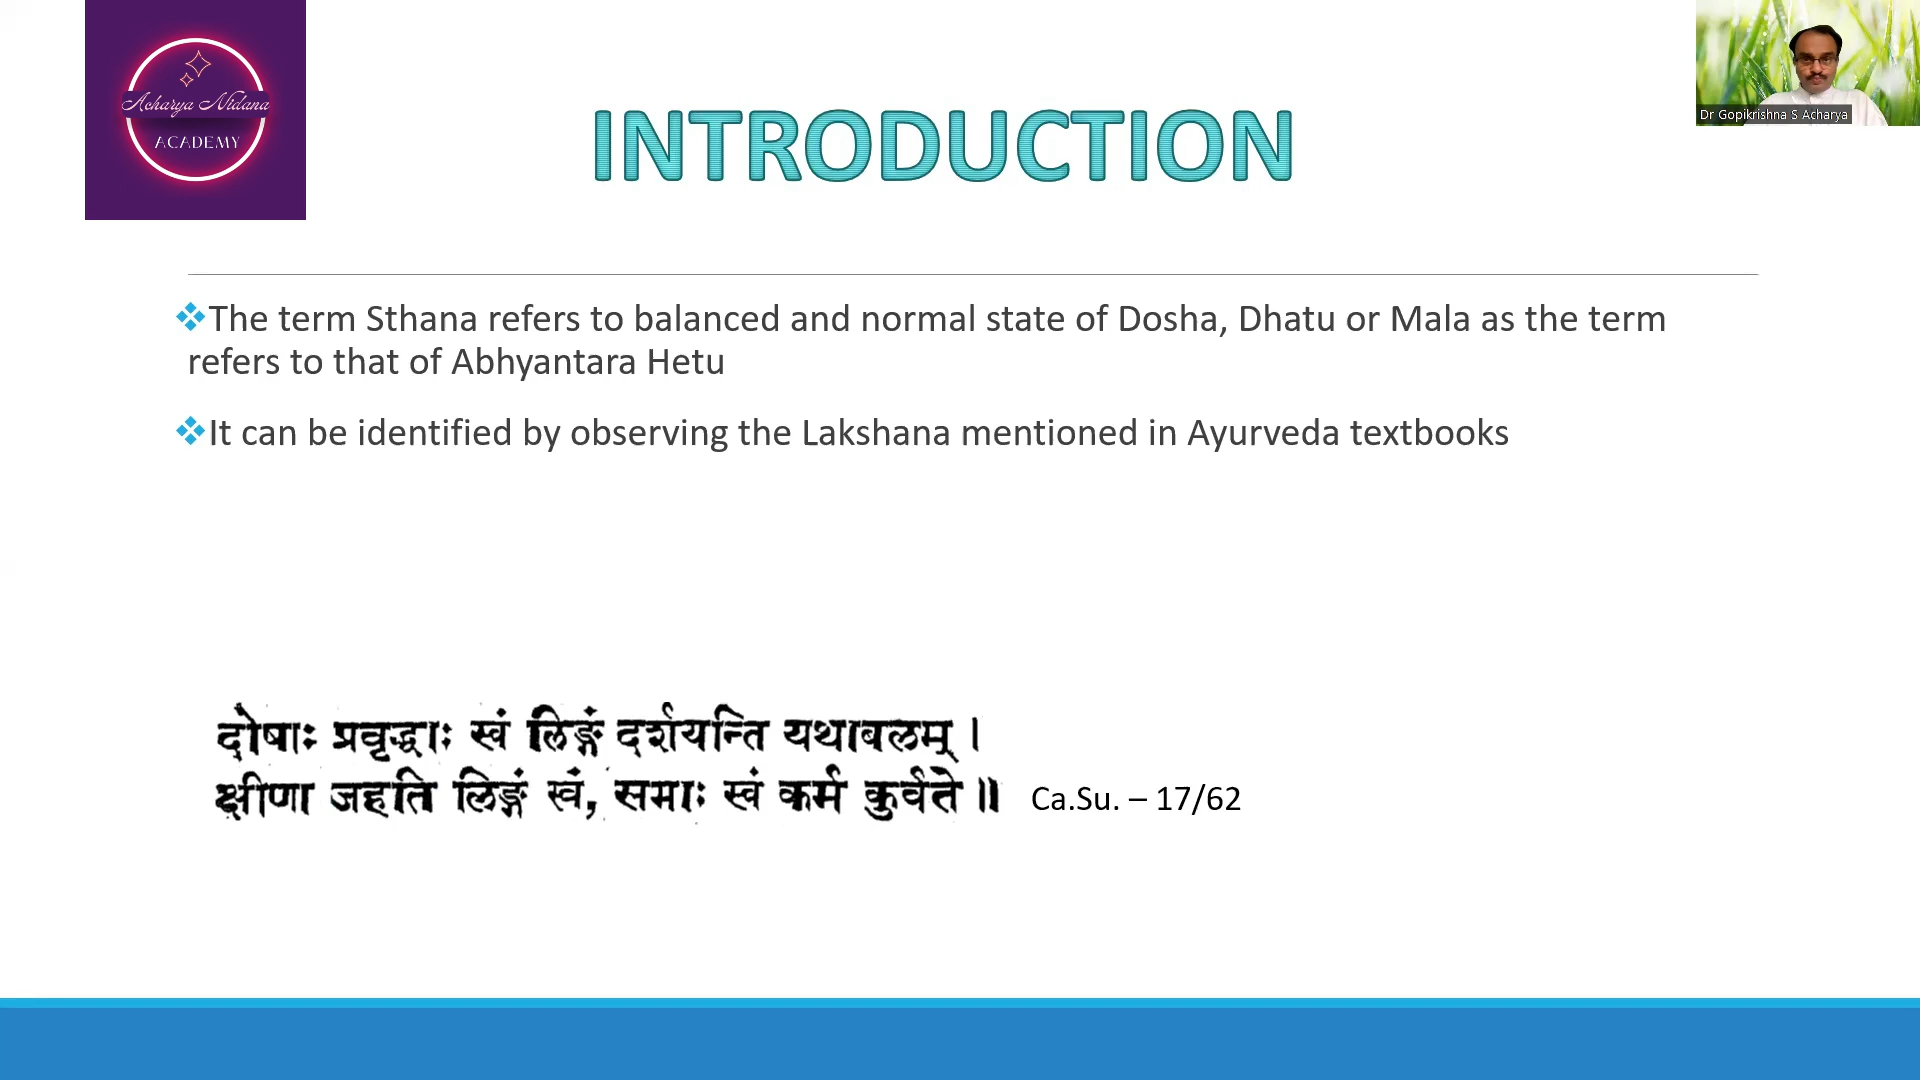 Acharya Nidana
ACADEMY
INTRODUCTION
Dr Gopikrishna S Acharya
The term Sthana refers to balanced and normal state of Dosha, Dhatu or Mala as the term
refers to that of Abhyantara Hetu
It can be identified by observing the Lakshana mentioned in Ayurveda textbooks
दोषाः प्रवृद्धाः स्वं लिङ्गं दर्शयन्ति यथाबलम् ।
क्षीणा जहति लिङ्गं स्वं, समाः स्वं कर्म कुर्वते ॥ Ca.Su. – 17/62